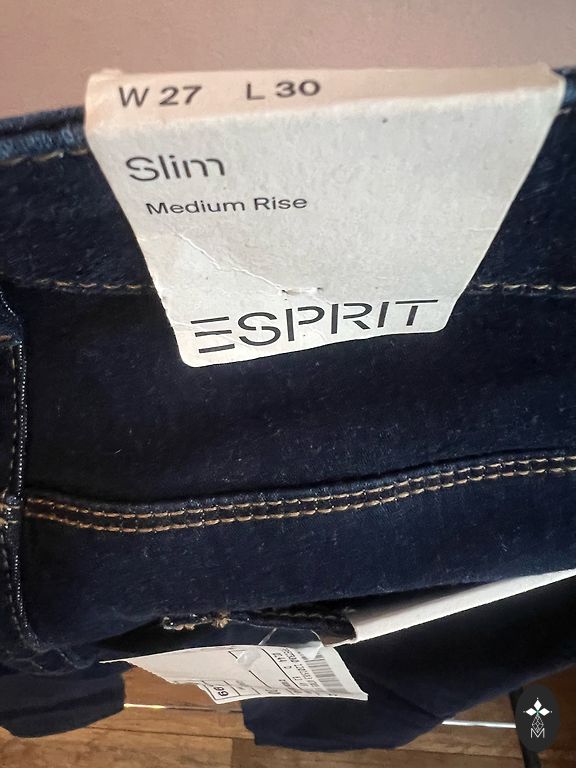 W 27 L 30
Slim
Medium Rise
ESPRIT